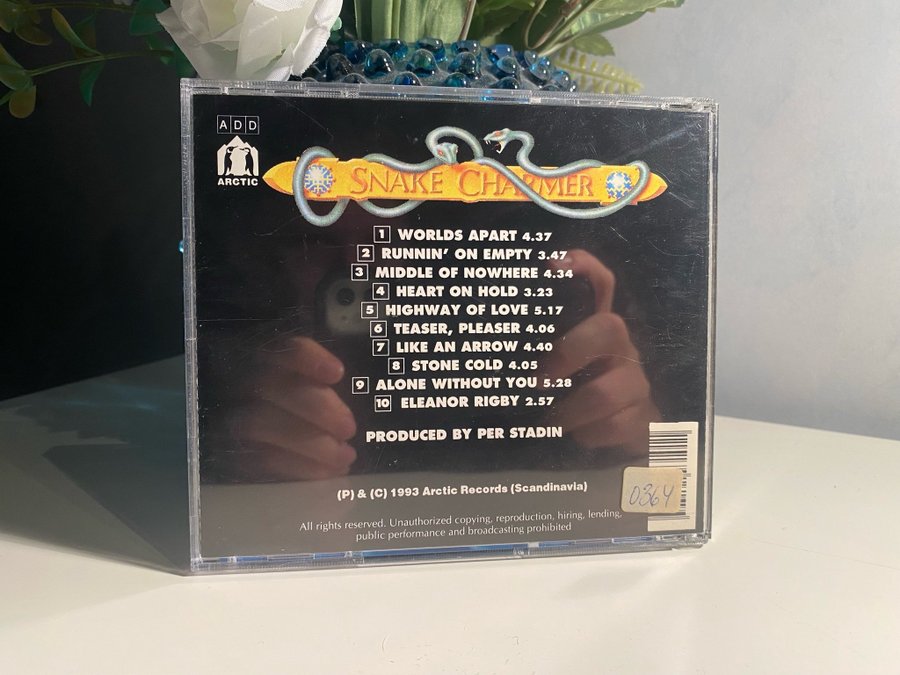 ADD
ARCTIC
SNAKE CHARMER
1 WORLDS APART 4.37
2 RUNNIN' ON EMPTY 3.47
3 MIDDLE OF NOWHERE 4.34
4 HEART ON HOLD 3.23
5 HIGHWAY OF LOVE 5.17
6 TEASER, PLEASER 4.06
7 LIKE AN ARROW 4.40
8 STONE COLD 4.05
9 ALONE WITHOUT YOU 5.28
10 ELEANOR RIGBY 2.57
PRODUCED BY PER STADIN
(P) & (C) 1993 Arctic Records (Scandinavia)
0364
All rights reserved. Unauthorized copying, reproduction, hiring, lending,
public performance and broadcasting prohibited